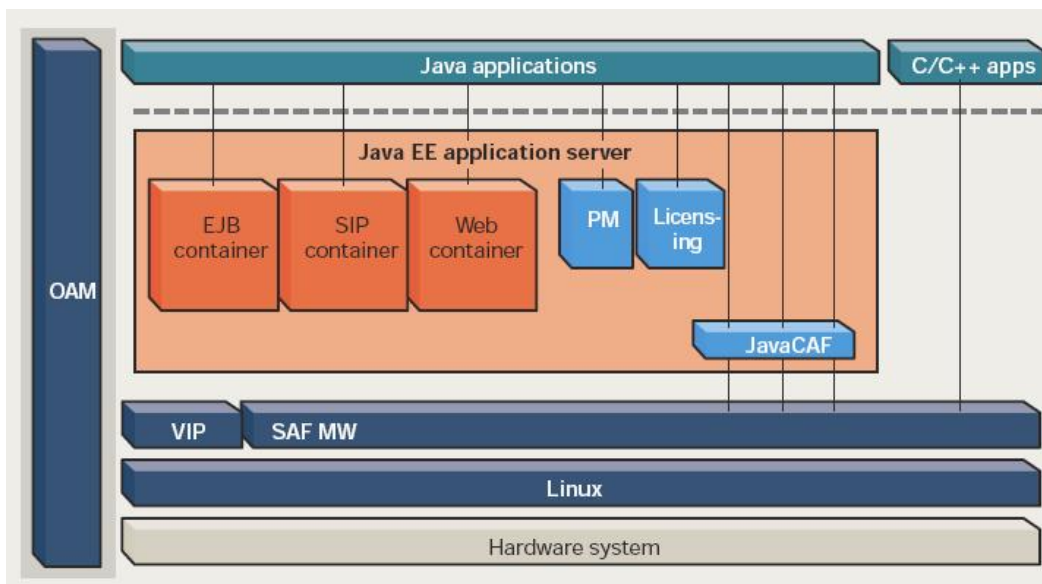 Java applications
C/C++ apps
Java EE application server
EJB
container
SIP
container
Web
container
PM
Licens-
ing
OAM
JavaCAF
VIP
SAF MW
Linux
Hardware system